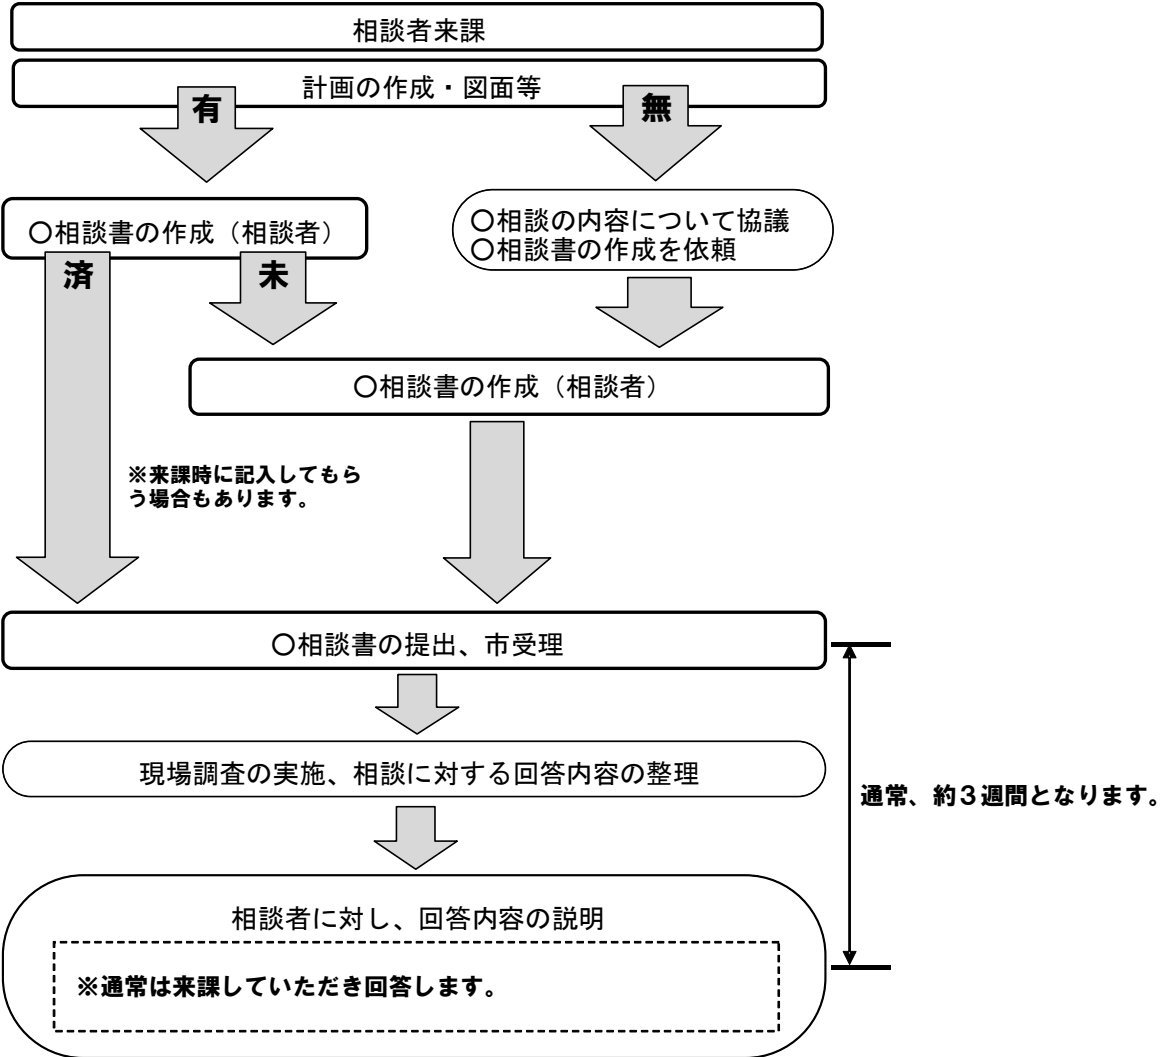 相談者来課
計画の作成・図面等
有
無
〇相談書の作成（相談者）
〇相談の内容について協議
〇相談書の作成を依頼
済
未
〇相談書の作成（相談者）
※来課時に記入してもら
う場合もあります。
〇相談書の提出、市受理
現場調査の実施、相談に対する回答内容の整理
通常、約３週間となります。
相談者に対し、回答内容の説明
※通常は来課していただき回答します。